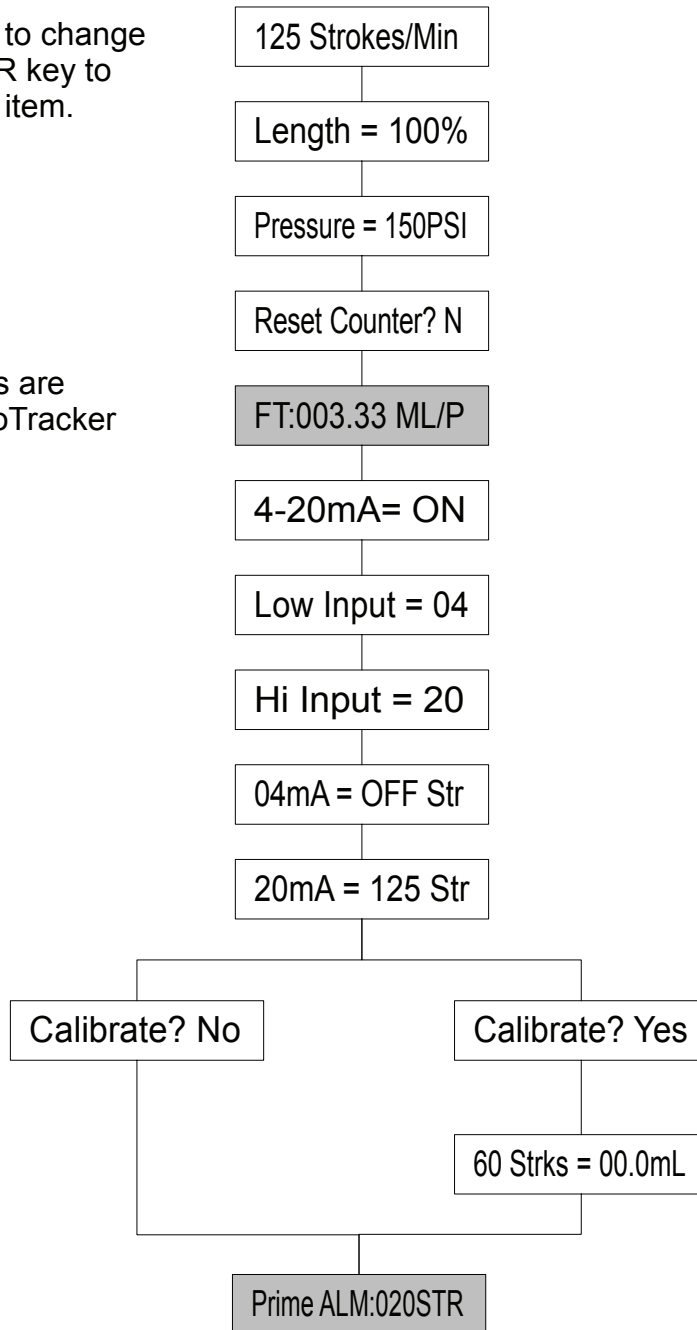 to change
R key to
item.
s are
oTracker
125 Strokes/Min
Length = 100%
Pressure = 150PSI
Reset Counter? N
FT:003.33 ML/P
4-20mA= ON
Low Input = 04
Hi Input = 20
04mA = OFF Str
20mA = 125 Str
Calibrate? No
Calibrate? Yes
60 Strks = 00.0mL
Prime ALM:020STR